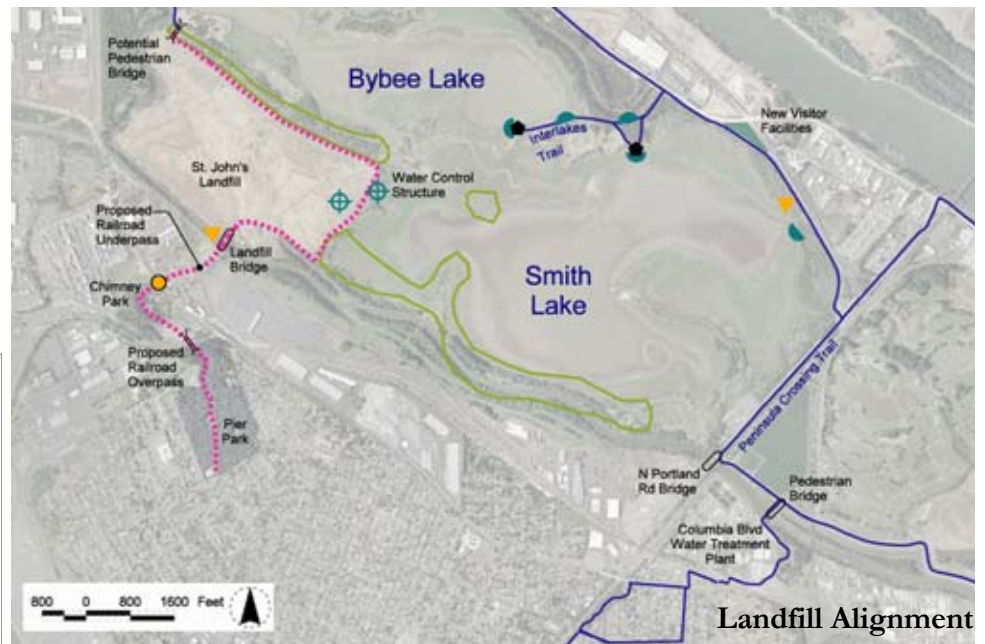 Potential
Pedestrian
Bridge
Bybee Lake
New Visitor
Facilities
Interlakes
Trail
St. John's
Landfill
Water Control
Structure
Proposed
Railroad
Underpass
Landfill
Bridge
Smith
Lake
Chimney
Park
Proposed
Railroad
Overpass
Peninsula Crossing Trail
Pier
Park
N Portland
Rd Bridge
Pedestrian
Bridge
Columbia Blvd
Water Treatment
Plant
800 0 800 1600 Feet
Landfill Alignment